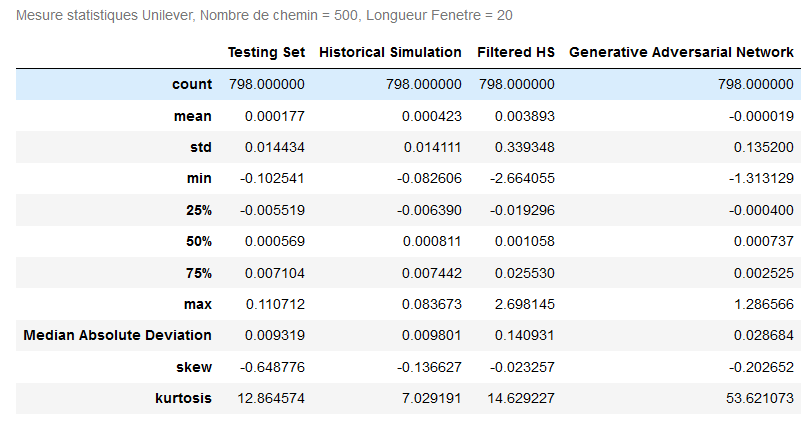 Mesure statistiques Unilever, Nombre de chemin = 500, Longueur Fenetre = 20
Testing Set Historical Simulation Filtered HS Generative Adversarial Network
count 798.000000 798.000000 798.000000 798.000000
mean 0.000177 0.000423 0.003893 -0.000019
std 0.014434 0.014111 0.339348 0.135200
min -0.102541 -0.082606 -2.664055 -1.313129
25% -0.005519 -0.006390 -0.019296 -0.000400
50% 0.000569 0.000811 0.001058 0.000737
75% 0.007104 0.007442 0.025530 0.002525
max 0.110712 0.083673 2.698145 1.286566
Median Absolute Deviation 0.009319 0.009801 0.140931 0.028684
skew -0.648776 -0.136627 -0.023257 -0.202652
kurtosis 12.864574 7.029191 14.629227 53.621073